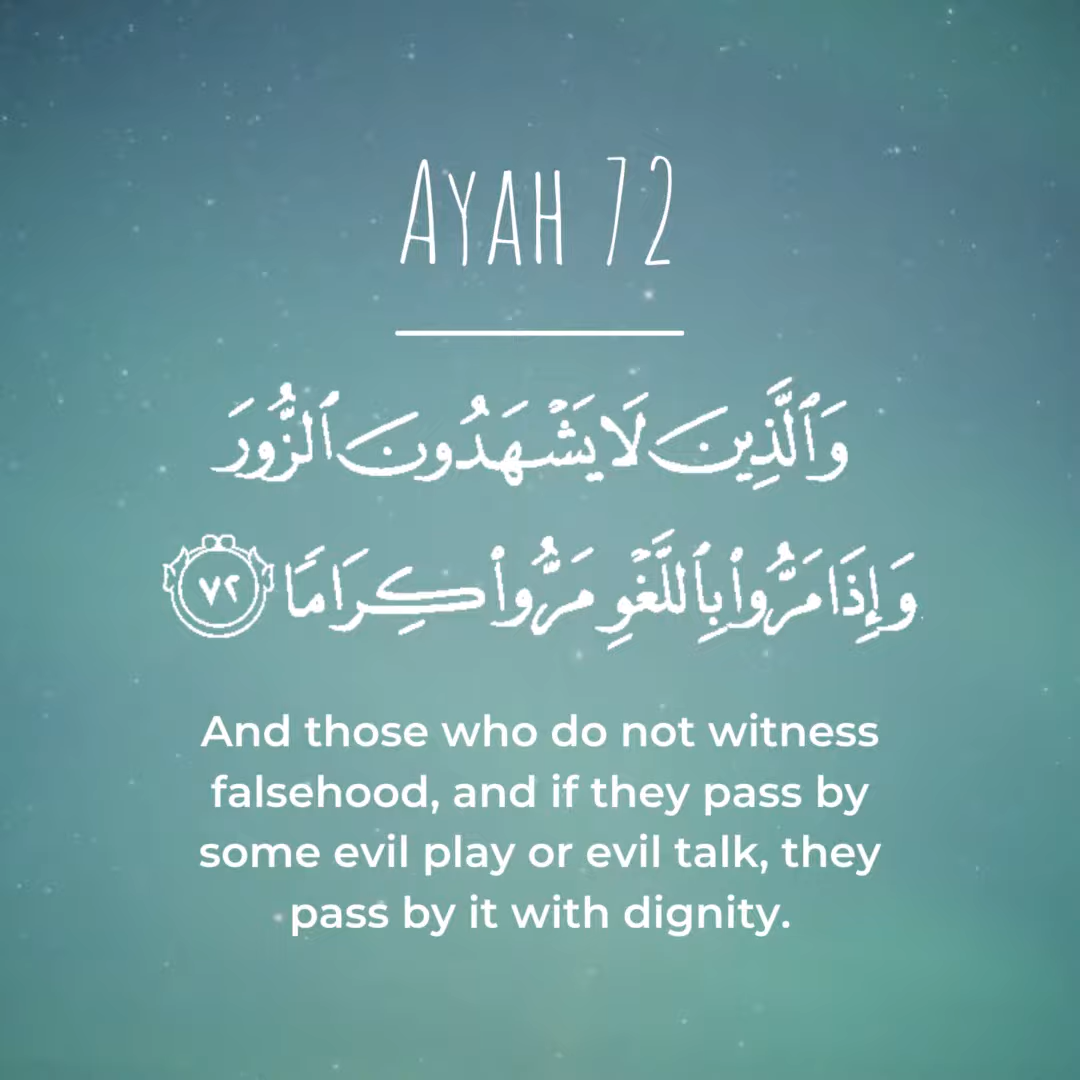 AYAH 72
وَٱلَّذِينَ لَا يَشْهَدُونَ ٱلزُّورَ
وَإِذَا مَرُّوا۟ بِٱللَّغْوِ مَرُّوا۟ كِرَامًا ٧٢
And those who do not witness
falsehood, and if they pass by
some evil play or evil talk, they
pass by it with dignity.